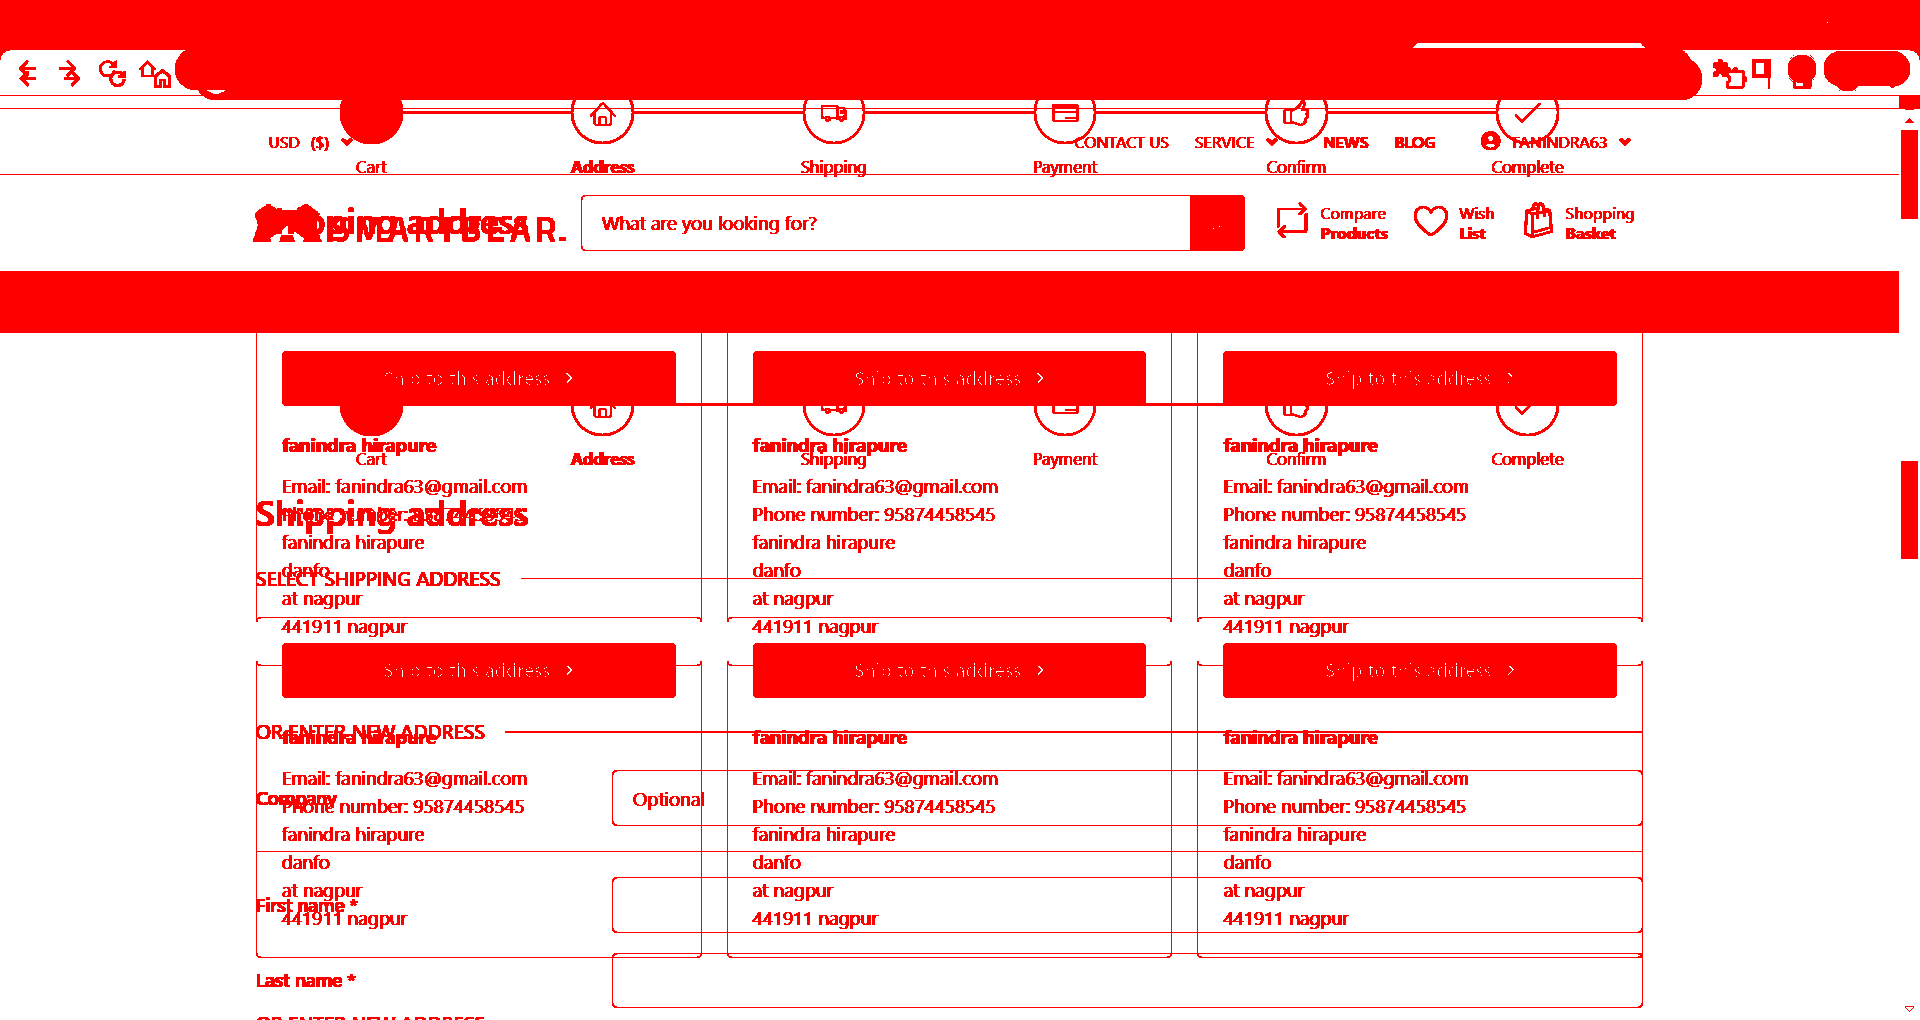 USD ($) CONTACT US SERVICE NEWS BLOG FANINDRA63
Cart Address Shipping Payment Confirm Complete
Shipping address
SMARTBEAR.
What are you looking for?
Compare Products
Wish List
Shopping Basket
Ship to this address Ship to this address Ship to this address
fanindra hirapure fanindra hirapure fanindra hirapure
Cart Address Shipping Payment Confirm Complete
Email: fanindra63@gmail.com Email: fanindra63@gmail.com Email: fanindra63@gmail.com
Shipping address
Phone number: 95874458545 Phone number: 95874458545 Phone number: 95874458545
fanindra hirapure fanindra hirapure fanindra hirapure
danfo danfo danfo
SELECT SHIPPING ADDRESS
at nagpur at nagpur at nagpur
441911 nagpur 441911 nagpur 441911 nagpur
Ship to this address Ship to this address Ship to this address
OR ENTER NEW ADDRESS
fanindra hirapure fanindra hirapure fanindra hirapure
Email: fanindra63@gmail.com Email: fanindra63@gmail.com Email: fanindra63@gmail.com
Company Optional
Phone number: 95874458545 Phone number: 95874458545 Phone number: 95874458545
fanindra hirapure fanindra hirapure fanindra hirapure
danfo danfo danfo
at nagpur at nagpur at nagpur
First name *
441911 nagpur 441911 nagpur 441911 nagpur
Last name *
OR ENTER NEW ADDRESS